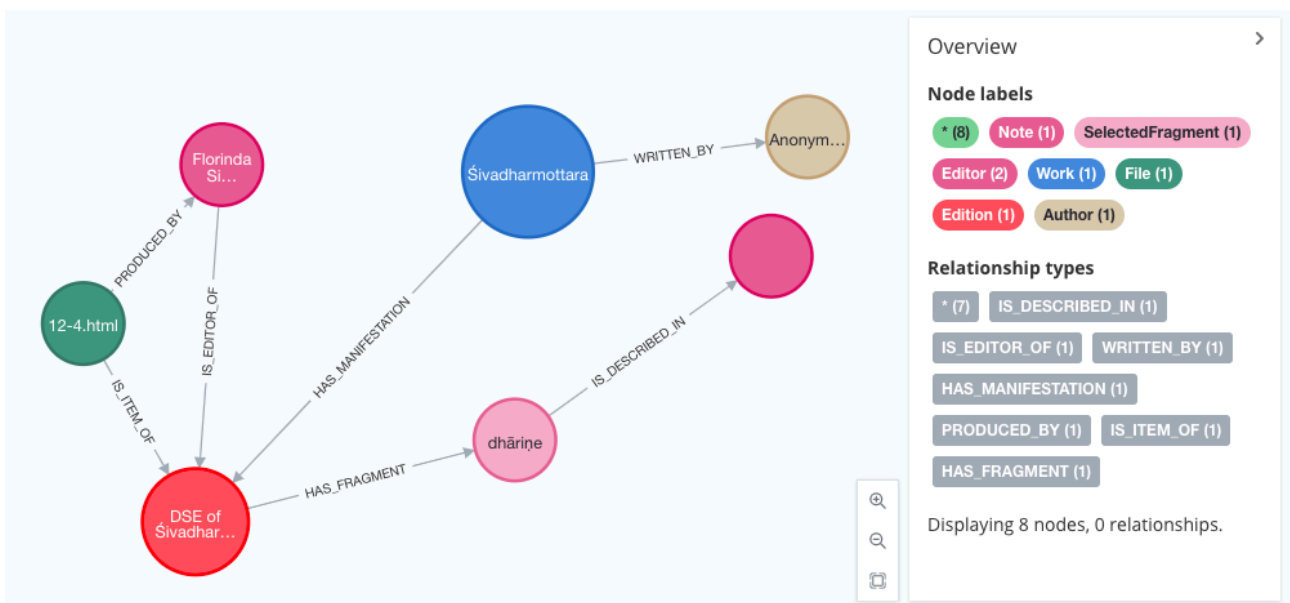 Florinda
Si...
Śivadharmottara
Anonym...
WRITTEN_BY
PRODUCED_BY
12-4.html
IS_EDITOR_OF
HAS_MANIFESTATION
IS_DESCRIBED_IN
IS_ITEM_OF
dhāriṇe
HAS_FRAGMENT
DSE of
Śivadhar...
Overview
Node labels
* (8) Note (1) SelectedFragment (1)
Editor (2) Work (1) File (1)
Edition (1) Author (1)
Relationship types
* (7) IS_DESCRIBED_IN (1)
IS_EDITOR_OF (1) WRITTEN_BY (1)
HAS_MANIFESTATION (1)
PRODUCED_BY (1) IS_ITEM_OF (1)
HAS_FRAGMENT (1)
Displaying 8 nodes, 0 relationships.